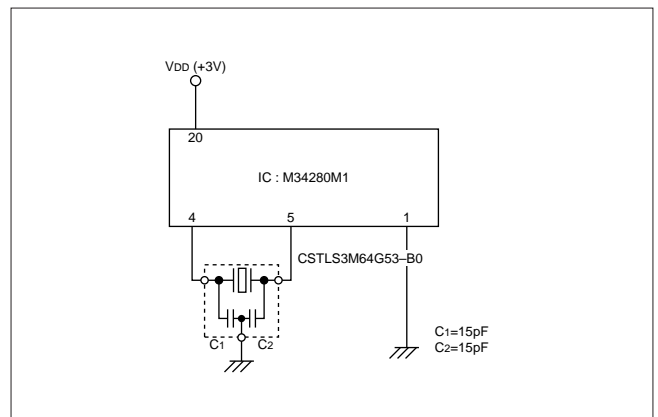 VDD (+3V)
20
IC : M34280M1
4 5 1
CSTLS3M64G53–B0
C1 C2
C1=15pF
C2=15pF